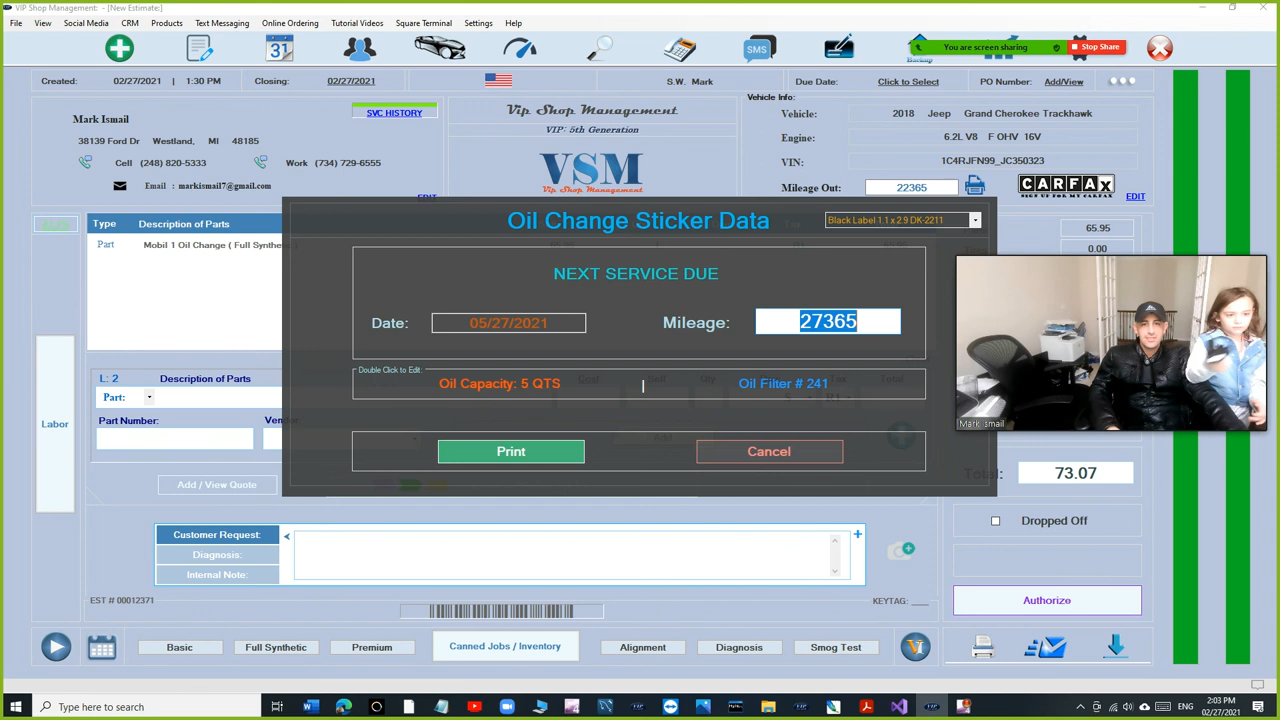 VIP Shop Management: - [New Estimate:]
File View Social Media CRM Products Text Messaging Online Ordering Tutorial Videos Square Terminal Settings Help
31 SMS Backup You are screen sharing Stop Share
Created: 02/27/2021 | 1:30 PM Closing: 02/27/2021 S.W. Mark Due Date: Click to Select PO Number: Add/View
Vehicle Info:
Mark Ismail
38139 Ford Dr Westland, MI 48185
Cell (248) 820-5333 Work (734) 729-6555
Email : markismail7@gmail.com
SVC HISTORY
EDIT
Vip Shop Management
VIP: 5th Generation
VSM
Vip Shop Management
Vehicle: 2018 Jeep Grand Cherokee Trackhawk
Engine: 6.2L V8 F OHV 16V
VIN: 1C4RJFN99_JC350323
Mileage Out: 22365 CARFAX EDIT
Type Description of Parts
Part Mobil 1 Oil Change ( Full Synthe
65.95
0.00
Oil Change Sticker Data Black Label 1.1 x 2.9 DK-2211
NEXT SERVICE DUE
Date: 05/27/2021 Mileage: 27365
Double Click to Edit:
Oil Capacity: 5 QTS | Oil Filter # 241
Cost Sell Qty Tax Total
Print Cancel
Labor
L: 2 Description of Parts
Part:
Part Number: Ven
Add / View Quote
Mark Ismail
Total: 73.07
Dropped Off
Customer Request:
Diagnosis:
Internal Note:
EST # 00012371 KEYTAG: ____
Authorize
Basic Full Synthetic Premium Canned Jobs / Inventory Alignment Diagnosis Smog Test
Type here to search
ENG 2:03 PM
02/27/2021